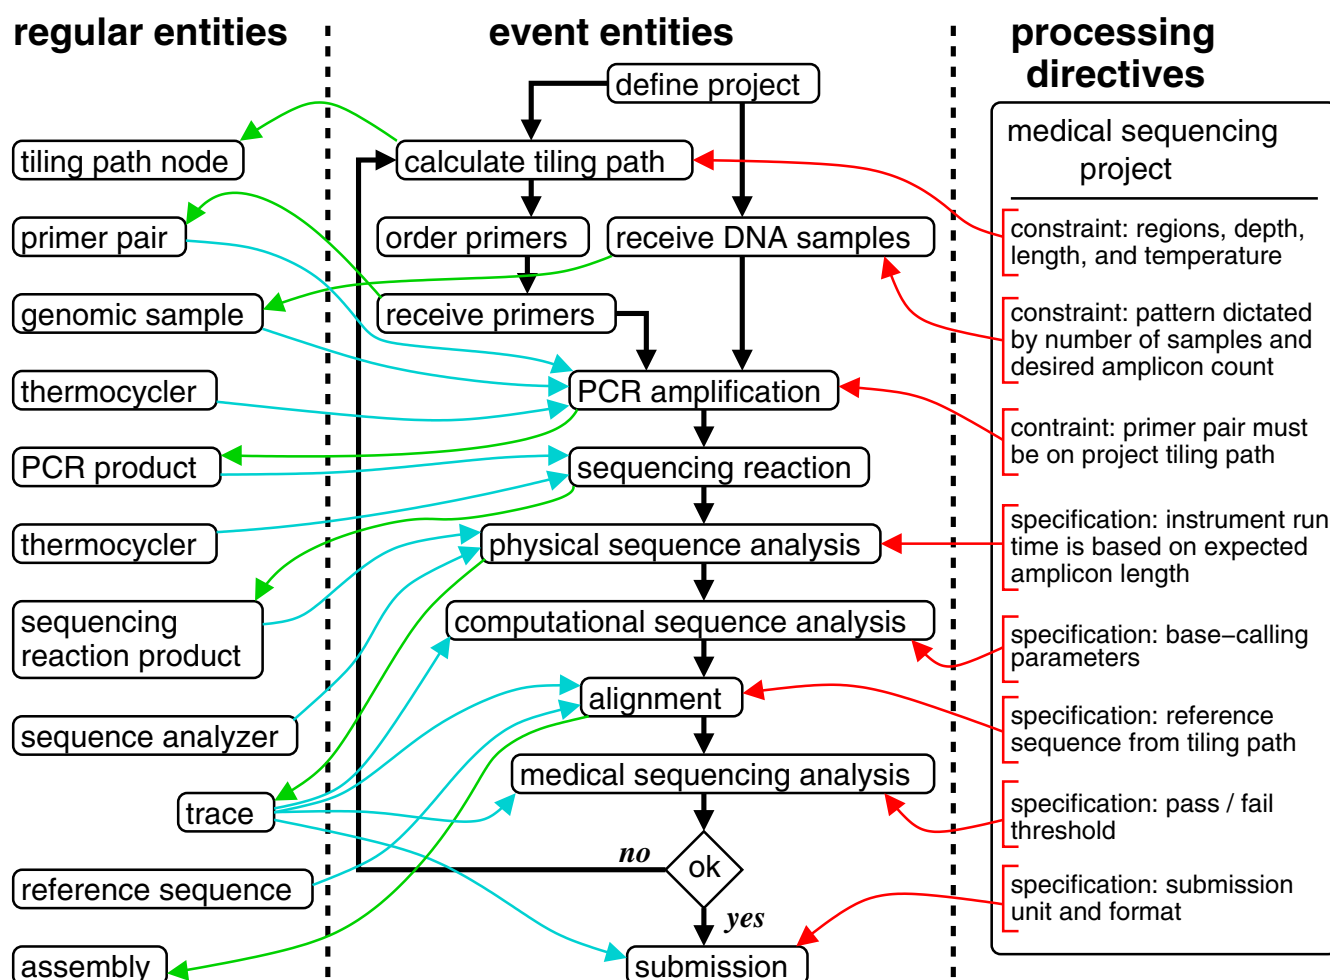 regular entities
event entities
processing
directives
define project
medical sequencing
project
tiling path node
calculate tiling path
primer pair
order primers
receive DNA samples
constraint: regions, depth,
length, and temperature
genomic sample
receive primers
constraint: pattern dictated
by number of samples and
desired amplicon count
thermocycler
PCR amplification
contraint: primer pair must
be on project tiling path
PCR product
sequencing reaction
thermocycler
physical sequence analysis
specification: instrument run
time is based on expected
amplicon length
sequencing
reaction product
computational sequence analysis
specification: base-calling
parameters
sequence analyzer
alignment
specification: reference
sequence from tiling path
medical sequencing analysis
trace
specification: pass / fail
threshold
reference sequence
no
ok
yes
specification: submission
unit and format
assembly
submission